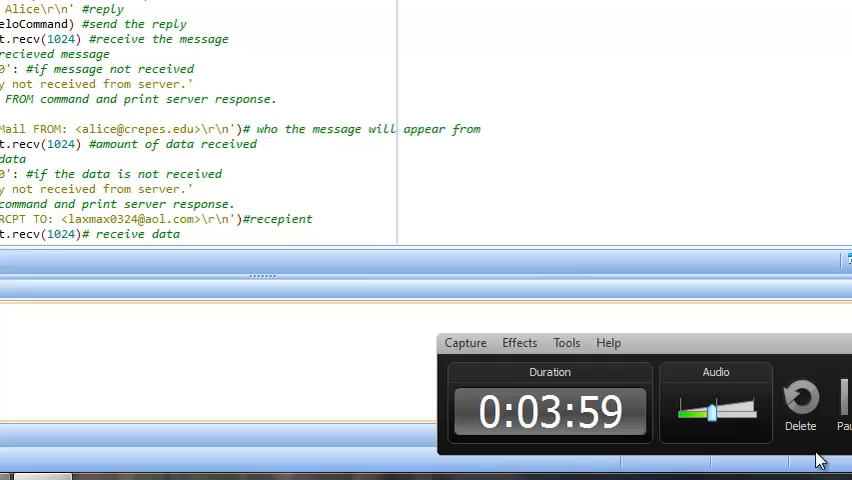 Alice\r\n' #reply
eloCommand) #send the reply
t.recv(1024) #receive the message
recieved message
0': #if message not received
y not received from server.'
FROM command and print server response.
Mail FROM: <alice@crepes.edu>\r\n')# who the message will appear from
t.recv(1024) #amount of data received
data
0': #if the data is not received
y not received from server.'
command and print server response.
RCPT TO: <laxmax0324@aol.com>\r\n')#recepient
t.recv(1024)# receive data
Capture Effects Tools Help
Duration Audio
0:03:59
Delete Pau